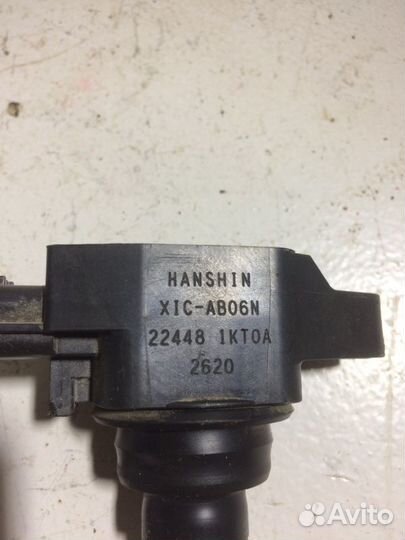 HANSHIN
XIC-AB06N
22448 1KT0A
2620
Avito